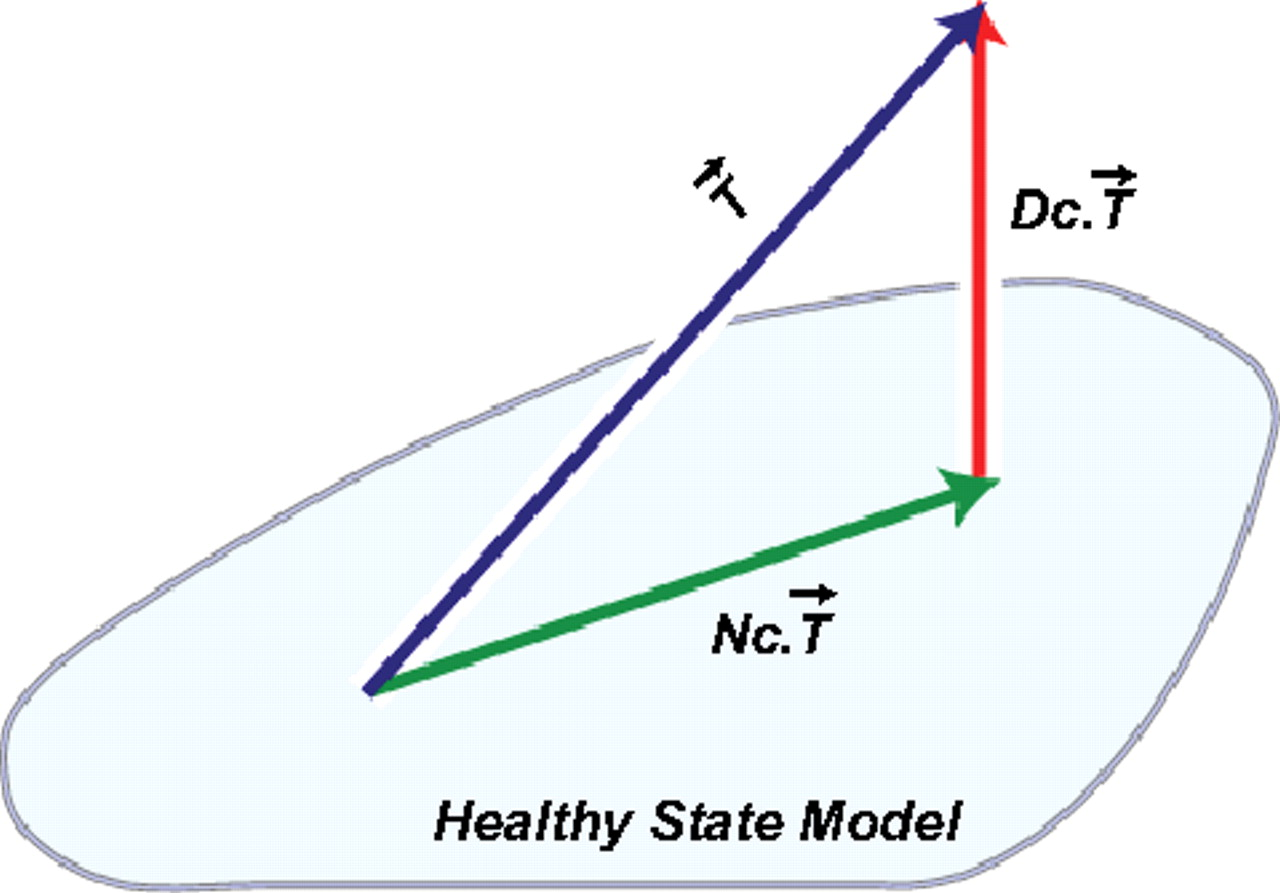 T⃗
Dc.T⃗
Nc.T⃗
Healthy State Model